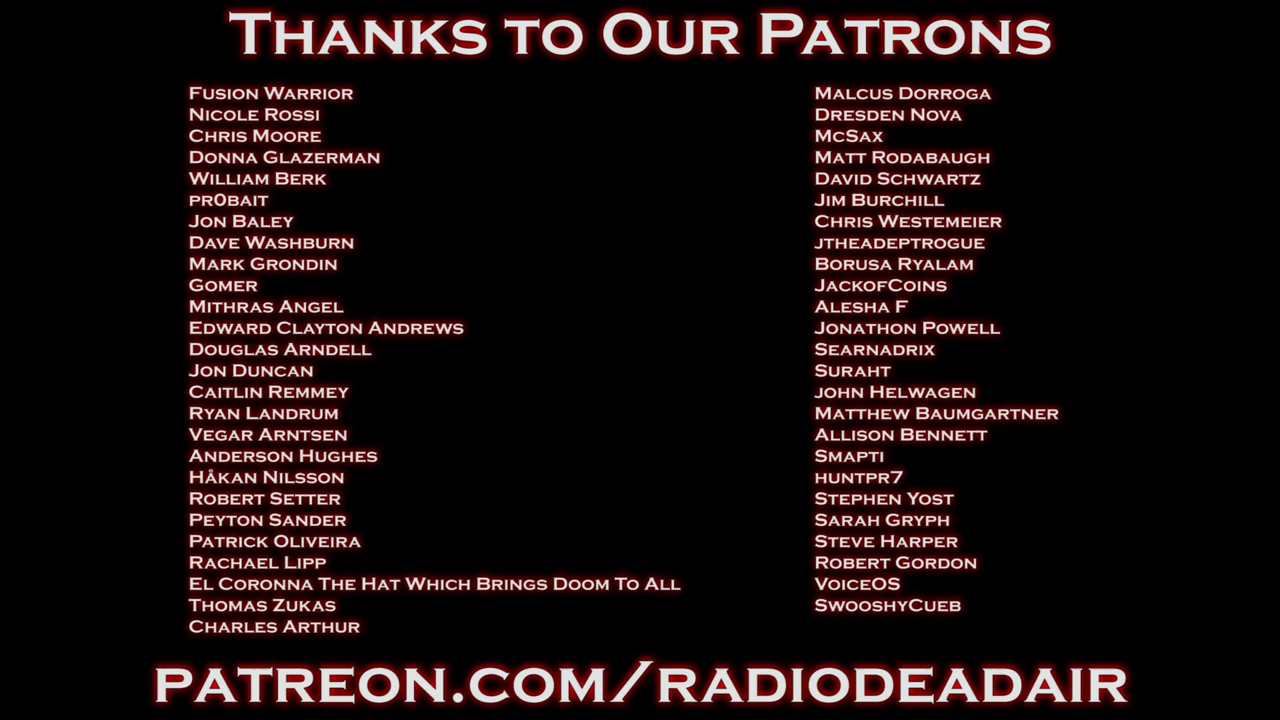 Thanks to Our Patrons
Fusion Warrior
Nicole Rossi
Chris Moore
Donna Glazerman
William Berk
pr0bait
Jon Baley
Dave Washburn
Mark Grondin
Gomer
Mithras Angel
Edward Clayton Andrews
Douglas Arndell
Jon Duncan
Caitlin Remmey
Ryan Landrum
Vegar Arntsen
Anderson Hughes
Håkan Nilsson
Robert Setter
Peyton Sander
Patrick Oliveira
Rachael Lipp
El Coronna The Hat Which Brings Doom To All
Thomas Zukas
Charles Arthur
Malcus Dorroga
Dresden Nova
McSax
Matt Rodabaugh
David Schwartz
Jim Burchill
Chris Westemeier
jtheadeptrogue
Borusa Ryalam
JackofCoins
Alesha F
Jonathon Powell
Searnadrix
Suraht
john Helwagen
Matthew Baumgartner
Allison Bennett
Smapti
huntpr7
Stephen Yost
Sarah Gryph
Steve Harper
Robert Gordon
VoiceOS
SwooshyCueb
patreon.com/radiodeadair